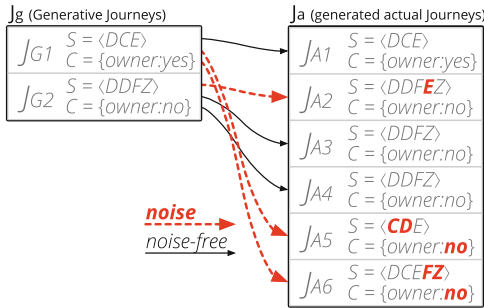 Jg (Generative Journeys)
JG1 S = ⟨DCE⟩
C = {owner:yes}
JG2 S = ⟨DDFZ⟩
C = {owner:no}
noise
noise-free
Ja (generated actual Journeys)
JA1 S = ⟨DCE⟩
C = {owner:yes}
JA2 S = ⟨DDFEZ⟩
C = {owner:no}
JA3 S = ⟨DDFZ⟩
C = {owner:no}
JA4 S = ⟨DDFZ⟩
C = {owner:no}
JA5 S = ⟨CDE⟩
C = {owner:no}
JA6 S = ⟨DCEFZ⟩
C = {owner:no}